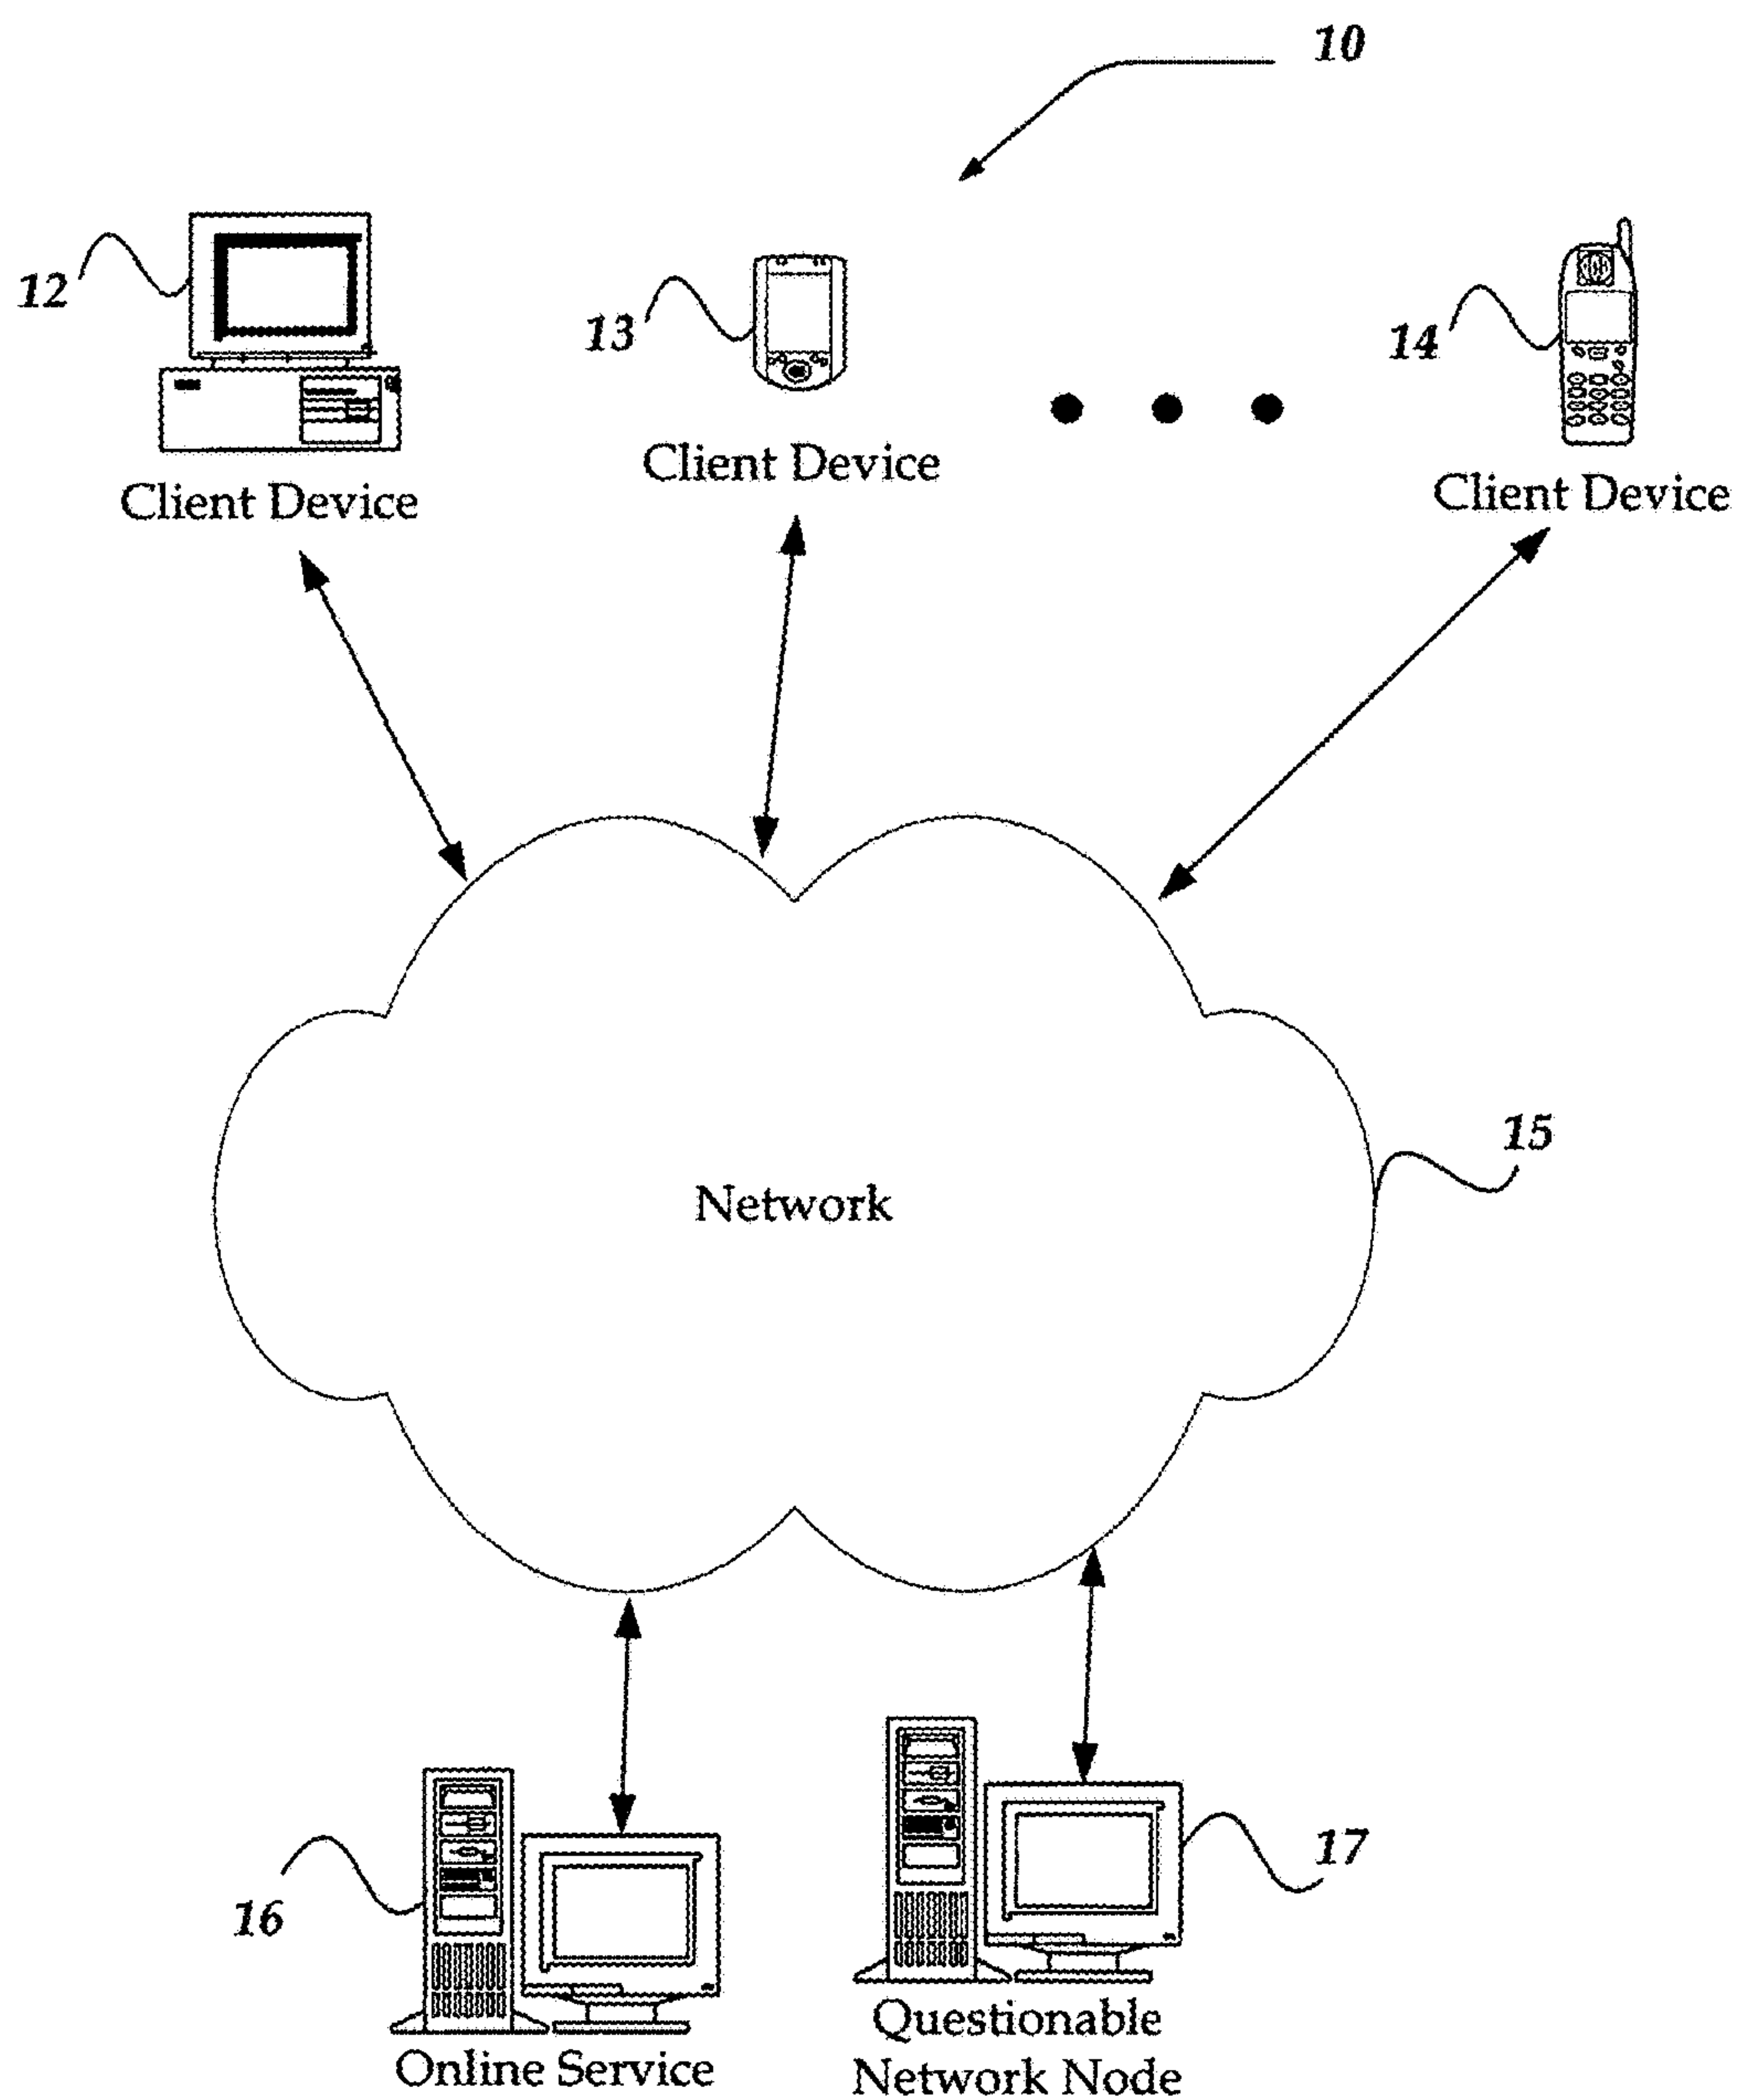 10
12
13
14
Client Device
Client Device
Client Device
15
Network
16
17
Online Service
Questionable
Network Node